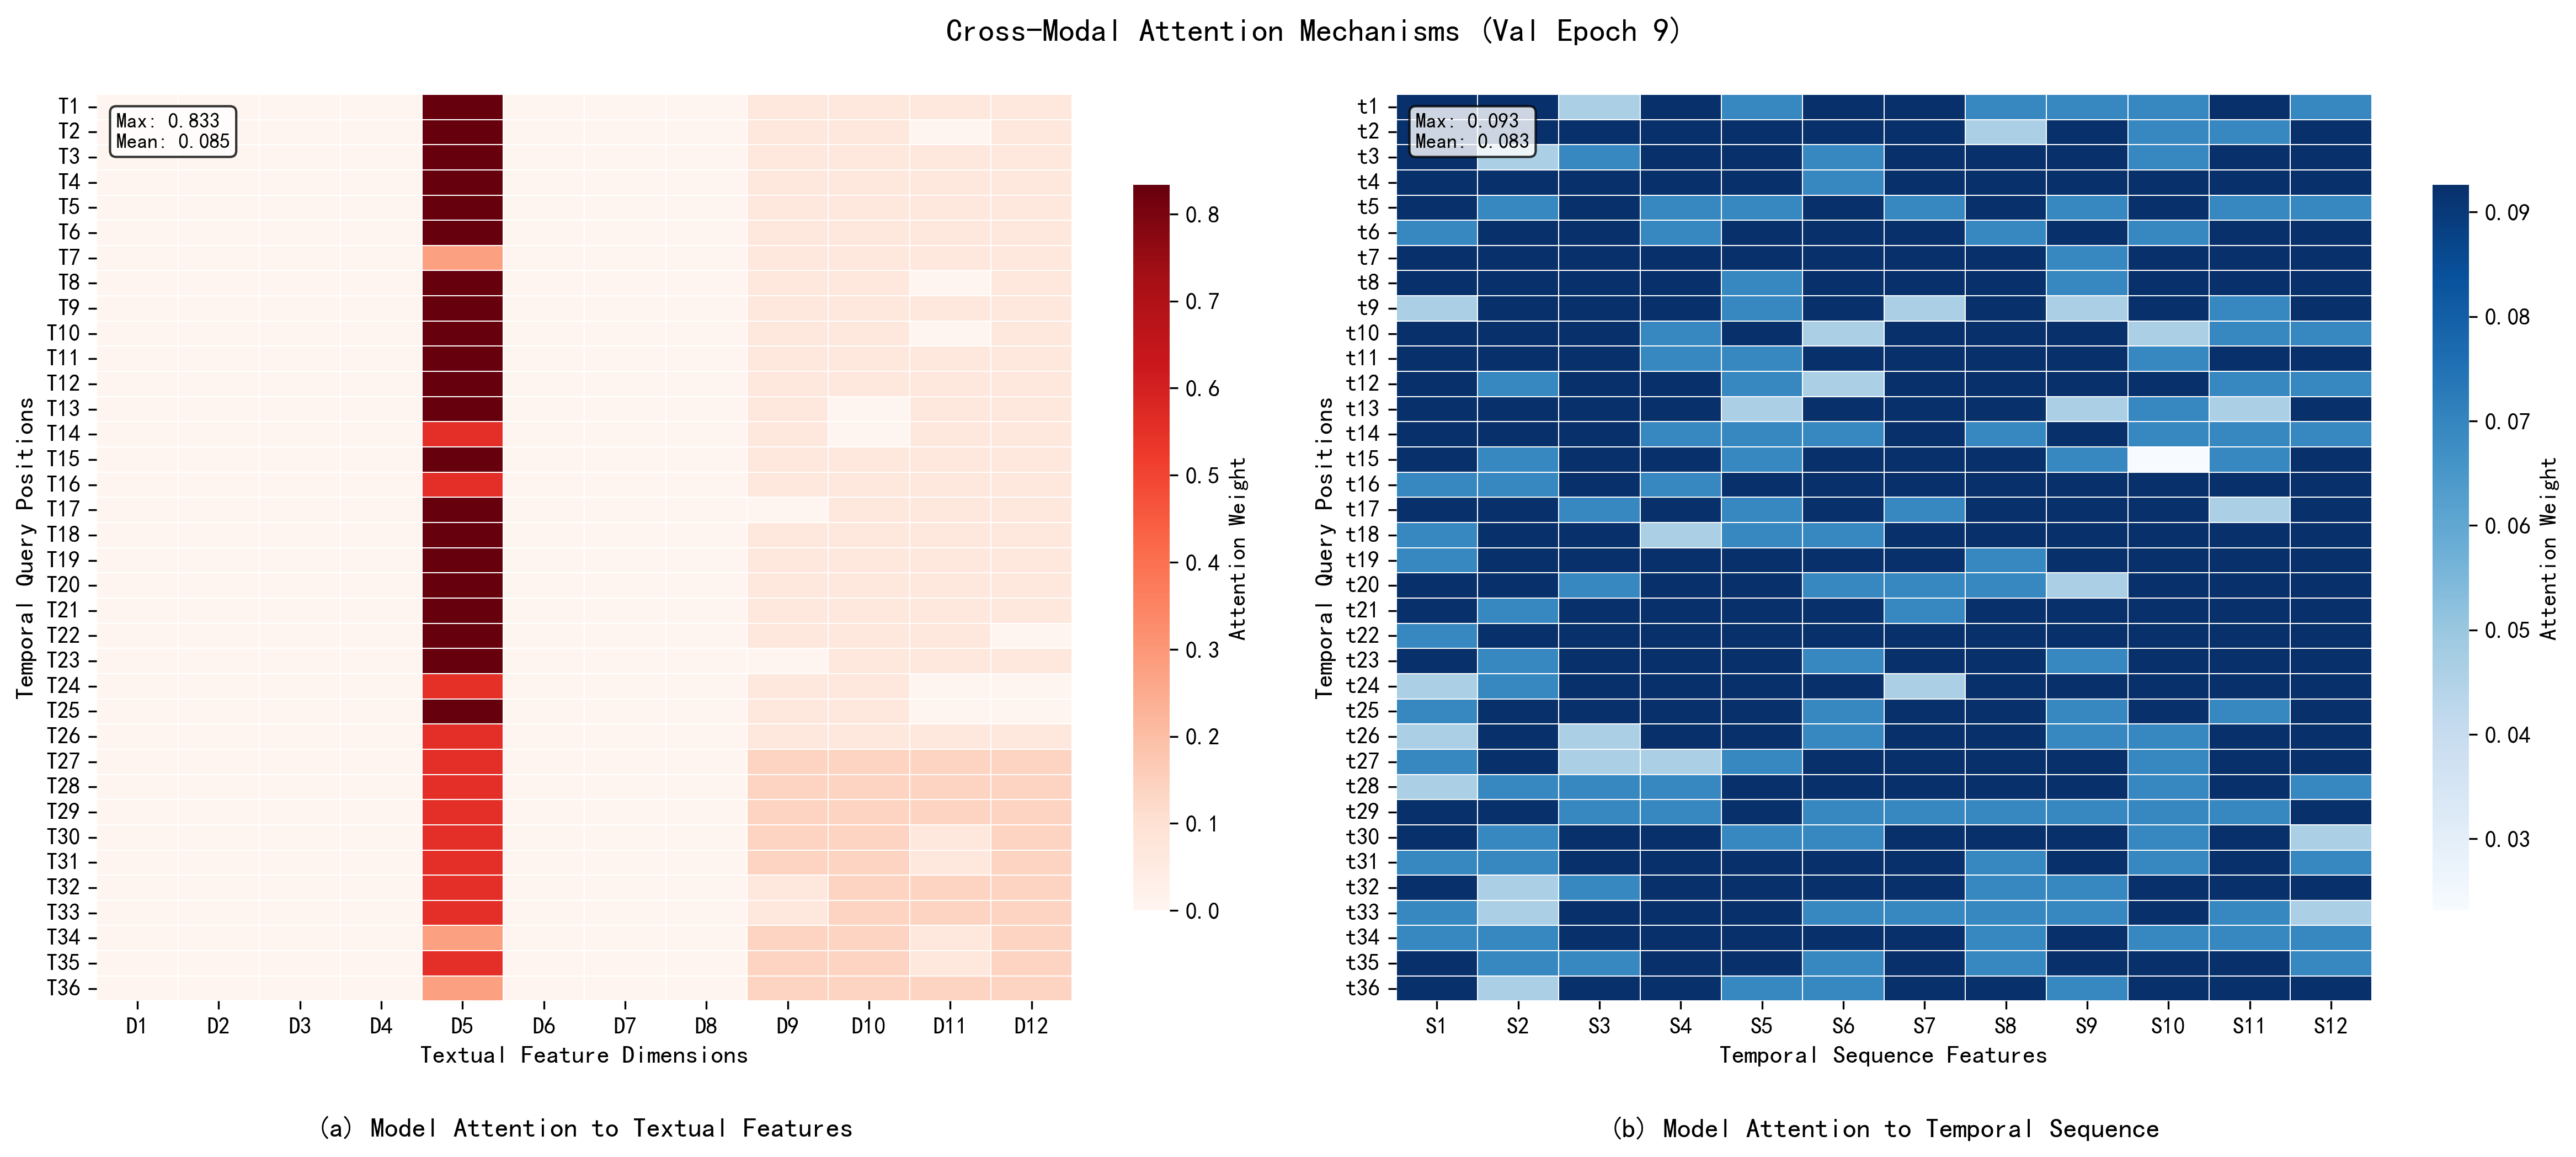 Cross-Modal Attention Mechanisms (Val Epoch 9)
Temporal Query Positions
T1
T2
T3
T4
T5
T6
T7
T8
T9
T10
T11
T12
T13
T14
T15
T16
T17
T18
T19
T20
T21
T22
T23
T24
T25
T26
T27
T28
T29
T30
T31
T32
T33
T34
T35
T36
Max: 0.833
Mean: 0.085
D1 D2 D3 D4 D5 D6 D7 D8 D9 D10 D11 D12
Textual Feature Dimensions
0.8
0.7
0.6
0.5
0.4
0.3
0.2
0.1
0.0
Attention Weight
(a) Model Attention to Textual Features
Temporal Query Positions
t1
t2
t3
t4
t5
t6
t7
t8
t9
t10
t11
t12
t13
t14
t15
t16
t17
t18
t19
t20
t21
t22
t23
t24
t25
t26
t27
t28
t29
t30
t31
t32
t33
t34
t35
t36
Max: 0.093
Mean: 0.083
S1 S2 S3 S4 S5 S6 S7 S8 S9 S10 S11 S12
Temporal Sequence Features
0.09
0.08
0.07
0.06
0.05
0.04
0.03
Attention Weight
(b) Model Attention to Temporal Sequence